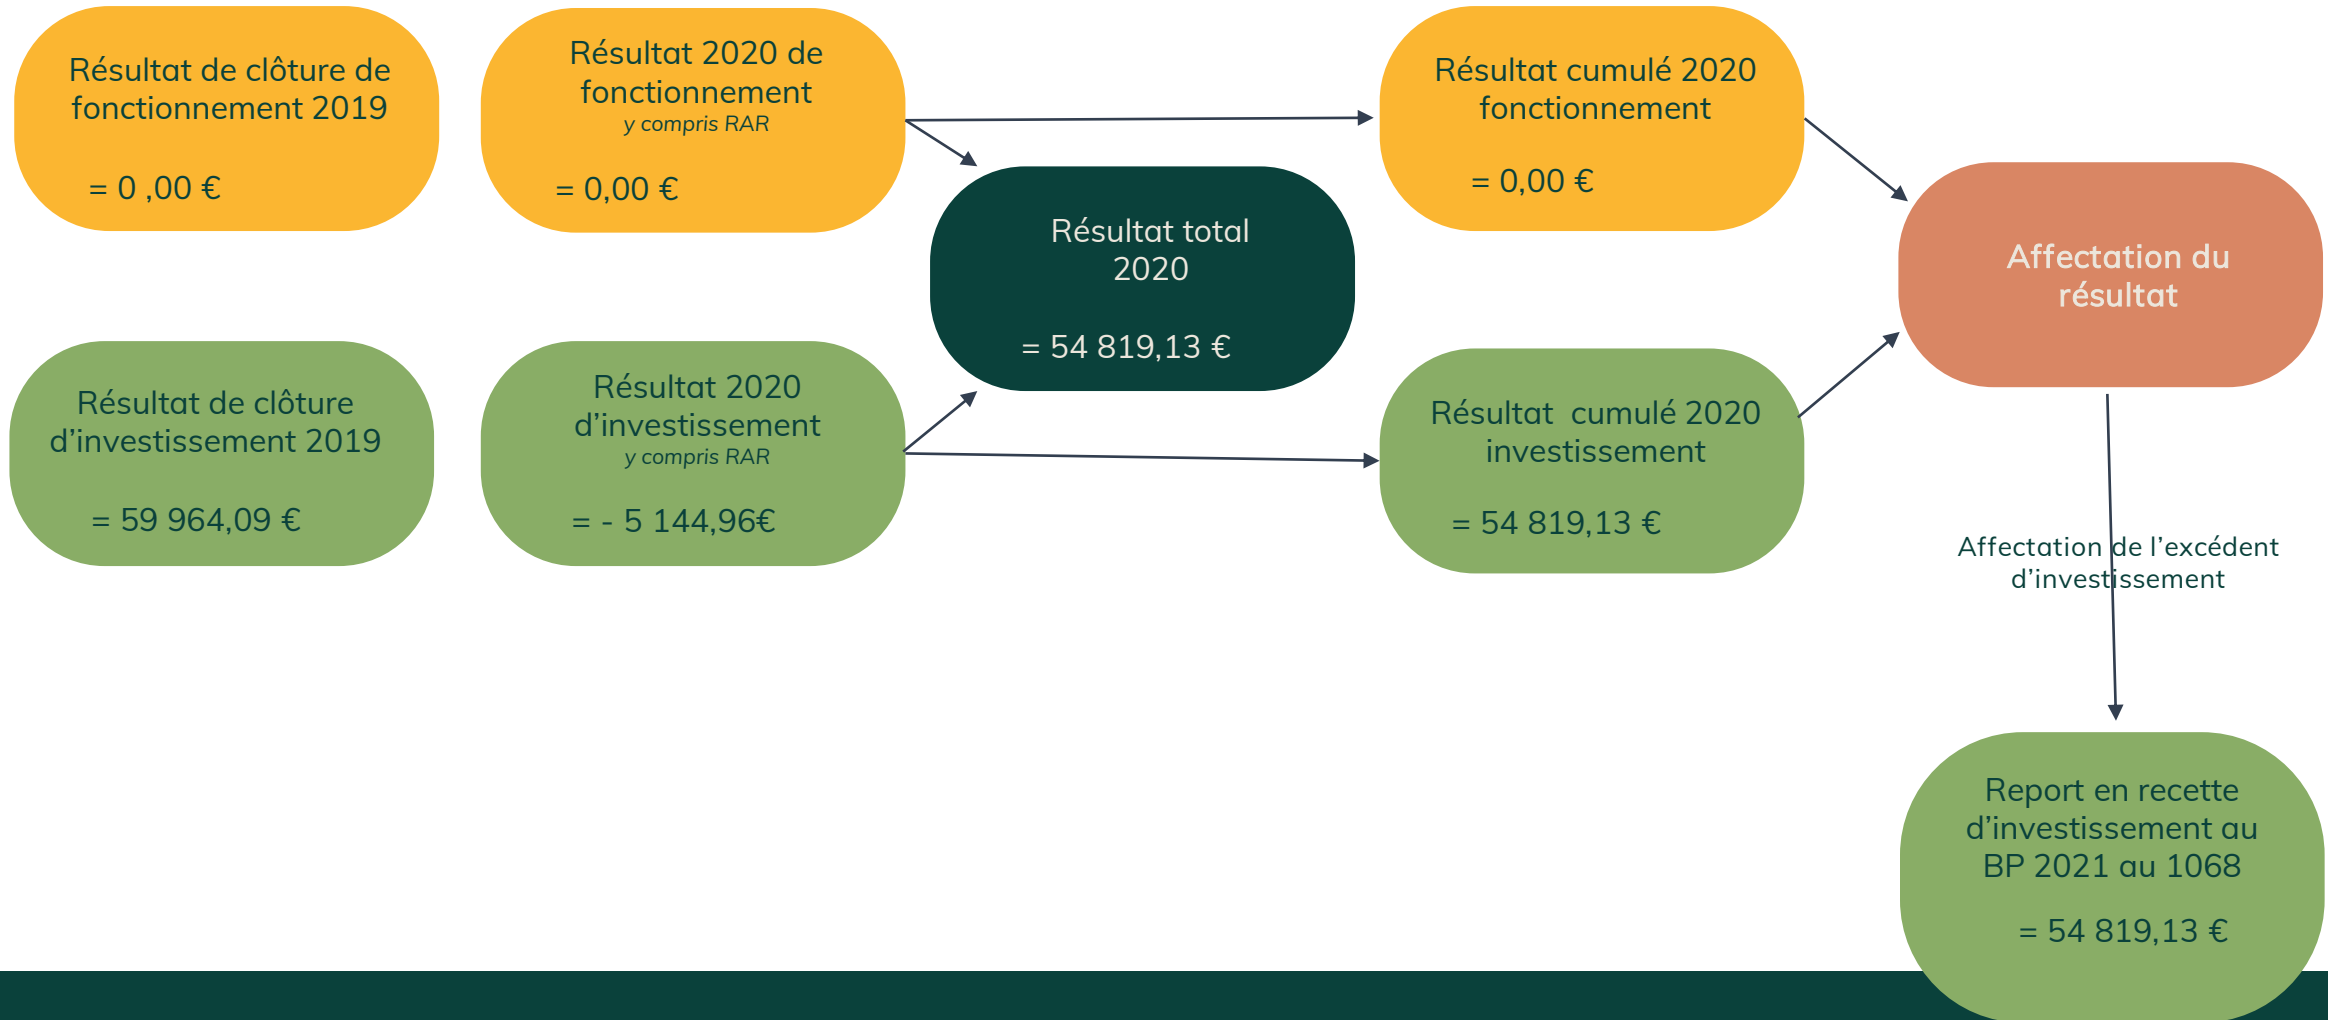 Résultat de clôture de
fonctionnement 2019
= 0 ,00 €
Résultat 2020 de
fonctionnement
y compris RAR
= 0,00 €
Résultat total
2020
= 54 819,13 €
Résultat cumulé 2020
fonctionnement
= 0,00 €
Affectation du
résultat
Résultat de clôture
d’investissement 2019
= 59 964,09 €
Résultat 2020
d’investissement
y compris RAR
= - 5 144,96€
Résultat  cumulé 2020
investissement
= 54 819,13 €
Affectation de l’excédent
d’investissement
Report en recette
d’investissement au
BP 2021 au 1068
= 54 819,13 €